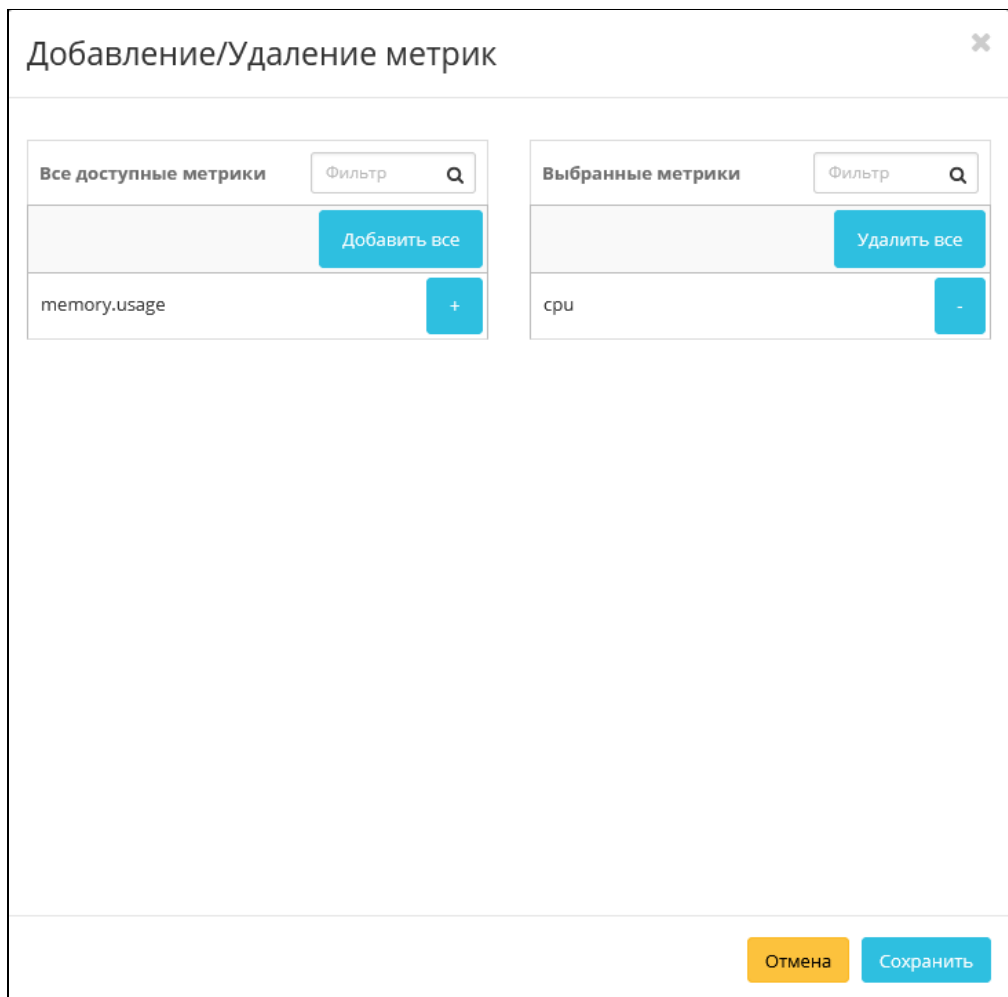 Добавление/Удаление метрик
Все доступные метрики Фильтр
Добавить все
memory.usage +
Выбранные метрики Фильтр
Удалить все
cpu -
Отмена Сохранить